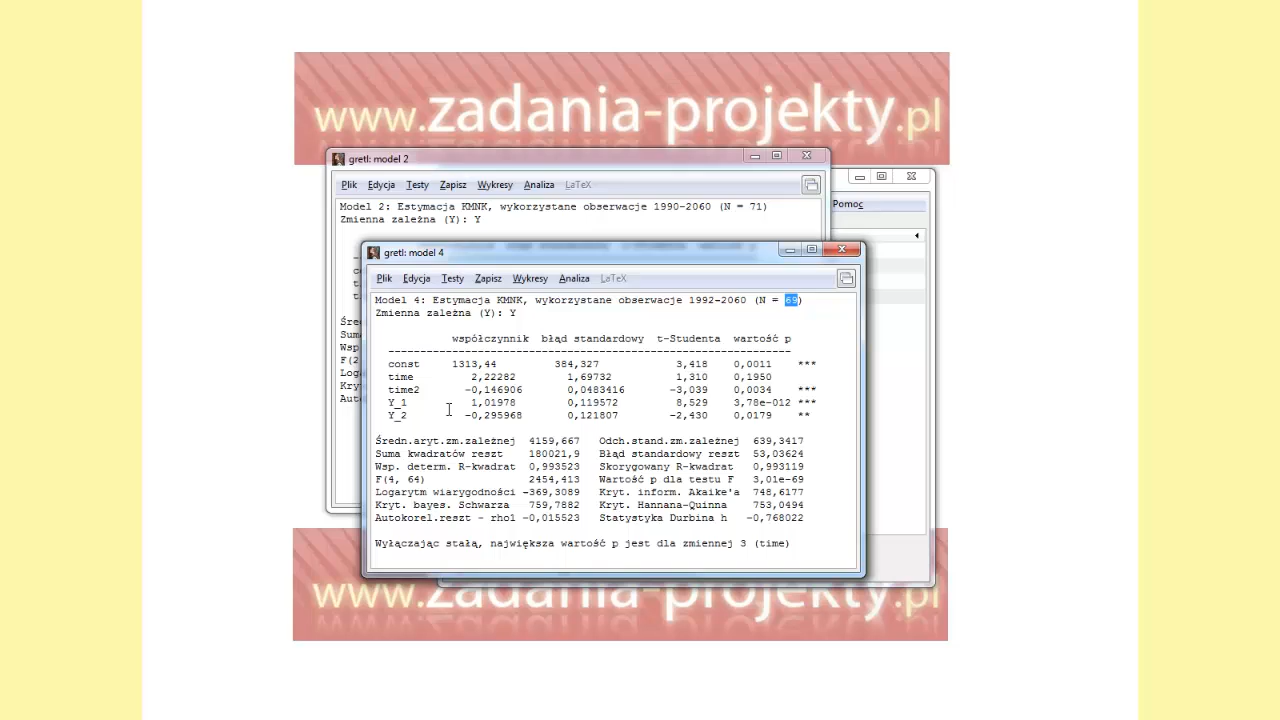 www.zadania-projekty.pl
gretl: model 2
Plik Edycja Testy Zapisz Wykresy Analiza LaTeX
Pomoc
Model 2: Estymacja KMNK, wykorzystane obserwacje 1990-2060 (N = 71)
Zmienna zależna (Y): Y
gretl: model 4
Plik Edycja Testy Zapisz Wykresy Analiza LaTeX
Model 4: Estymacja KMNK, wykorzystane obserwacje 1992-2060 (N = 69)
Zmienna zależna (Y): Y
współczynnik błąd standardowy t-Studenta wartość p
----------------------------------------------------------------
const 1313,44 384,327 3,418 0,0011 ***
time 2,22282 1,69732 1,310 0,1950
time2 -0,146906 0,0483416 -3,039 0,0034 ***
Y_1 1,01978 0,119572 8,529 3,78e-012 ***
Y_2 -0,295968 0,121807 -2,430 0,0179 **
Średn.aryt.zm.zależnej 4159,667 Odch.stand.zm.zależnej 639,3417
Suma kwadratów reszt 180021,9 Błąd standardowy reszt 53,03624
Wsp. determ. R-kwadrat 0,993523 Skorygowany R-kwadrat 0,993119
F(4, 64) 2454,413 Wartość p dla testu F 3,01e-69
Logarytm wiarygodności -369,3089 Kryt. inform. Akaike'a 748,6177
Kryt. bayes. Schwarza 759,7882 Kryt. Hannana-Quinna 753,0494
Autokorel.reszt - rho1 -0,015523 Statystyka Durbina h -0,768022
Wyłączając stałą, największa wartość p jest dla zmiennej 3 (time)
www.zadania-projekty.pl